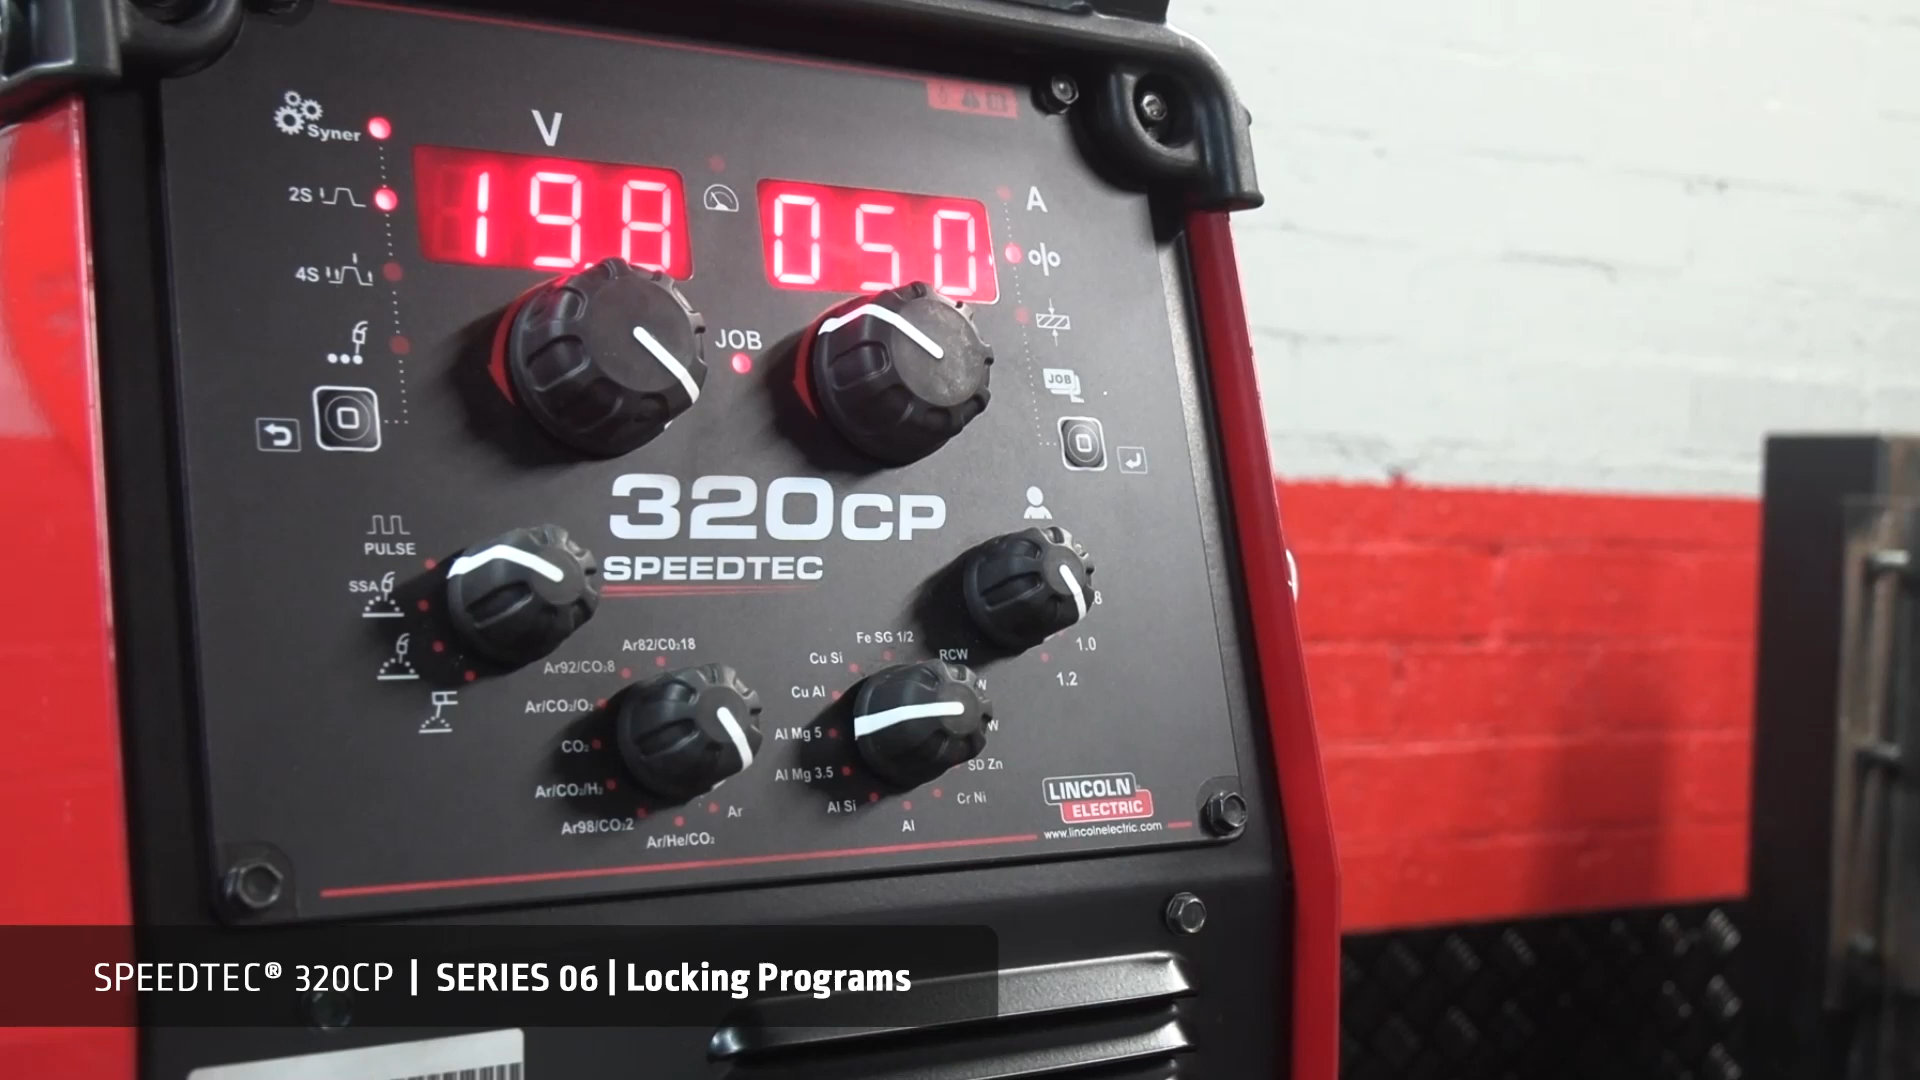 Syner
V
2S
19.8
050
A
4S
JOB
JOB
320CP
SPEEDTEC
PULSE
SSA
8
1.0
1.2
Ar82/CO₂18
Ar92/CO₂8
Ar/CO₂/O₂
CO₂
Ar/CO₂/H₂
Ar98/CO₂2
Ar/He/CO₂
Ar
Fe SG 1/2
RCW
Cu Si
W
Cu Al
W
Al Mg 5
SD Zn
Al Mg 3.5
Cr Ni
Al Si
Al
LINCOLN
ELECTRIC
www.lincolnelectric.com
SPEEDTEC® 320CP | SERIES 06 | Locking Programs